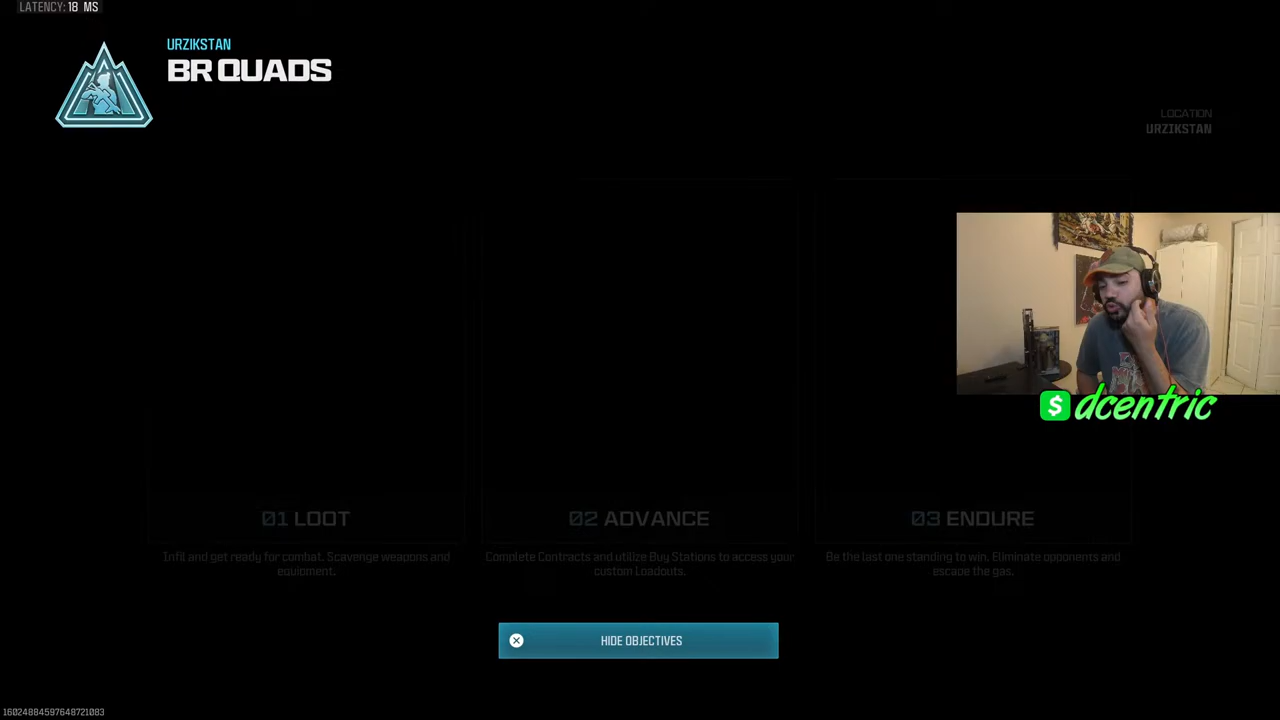 LATENCY: 18 MS
URZIKSTAN
BR QUADS
LOCATION
URZIKSTAN
$dcentric
01 LOOT
02 ADVANCE
03 ENDURE
Infil and get ready for combat. Scavenge weapons and
equipment.
Complete Contracts and utilize Buy Stations to access your
custom Loadouts.
Be the last one standing to win. Eliminate opponents and
escape the gas.
HIDE OBJECTIVES
16024884597648721083